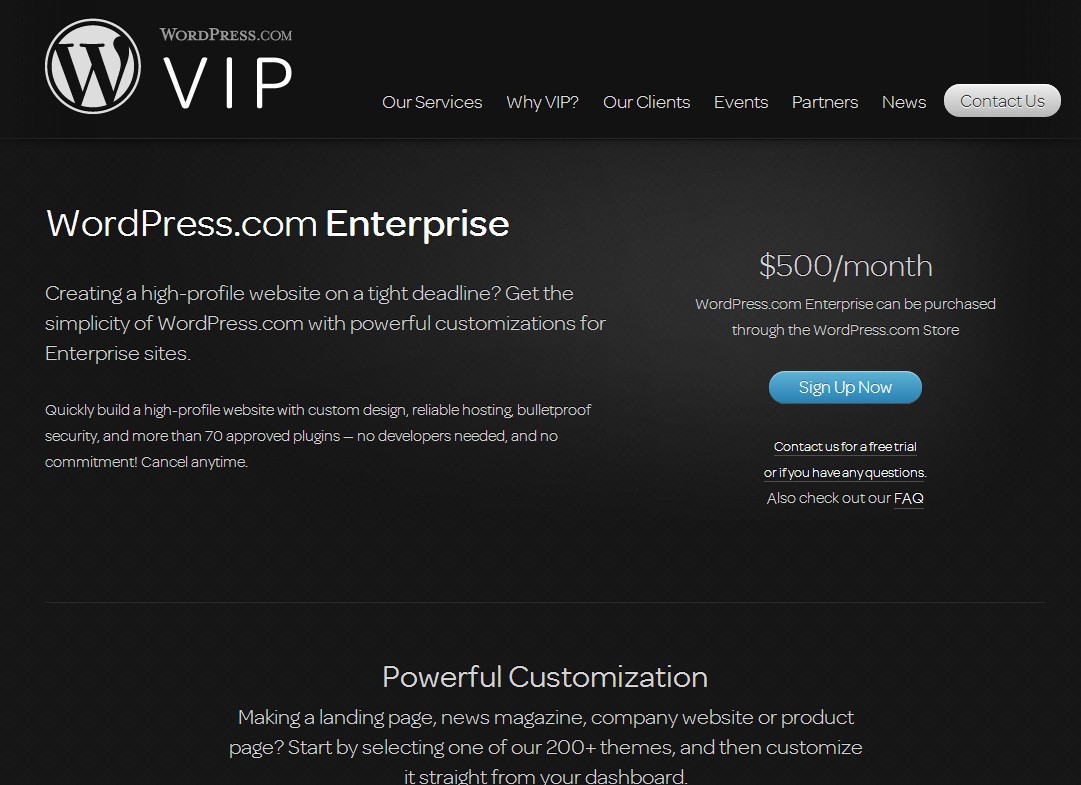 WORDPRESS.COM
VIP
Our Services Why VIP? Our Clients Events Partners News Contact Us
WordPress.com Enterprise
Creating a high-profile website on a tight deadline? Get the
simplicity of WordPress.com with powerful customizations for
Enterprise sites.
Quickly build a high-profile website with custom design, reliable hosting, bulletproof
security, and more than 70 approved plugins — no developers needed, and no
commitment! Cancel anytime.
$500/month
WordPress.com Enterprise can be purchased
through the WordPress.com Store
Sign Up Now
Contact us for a free trial
or if you have any questions.
Also check out our FAQ
Powerful Customization
Making a landing page, news magazine, company website or product
page? Start by selecting one of our 200+ themes, and then customize
it straight from your dashboard.